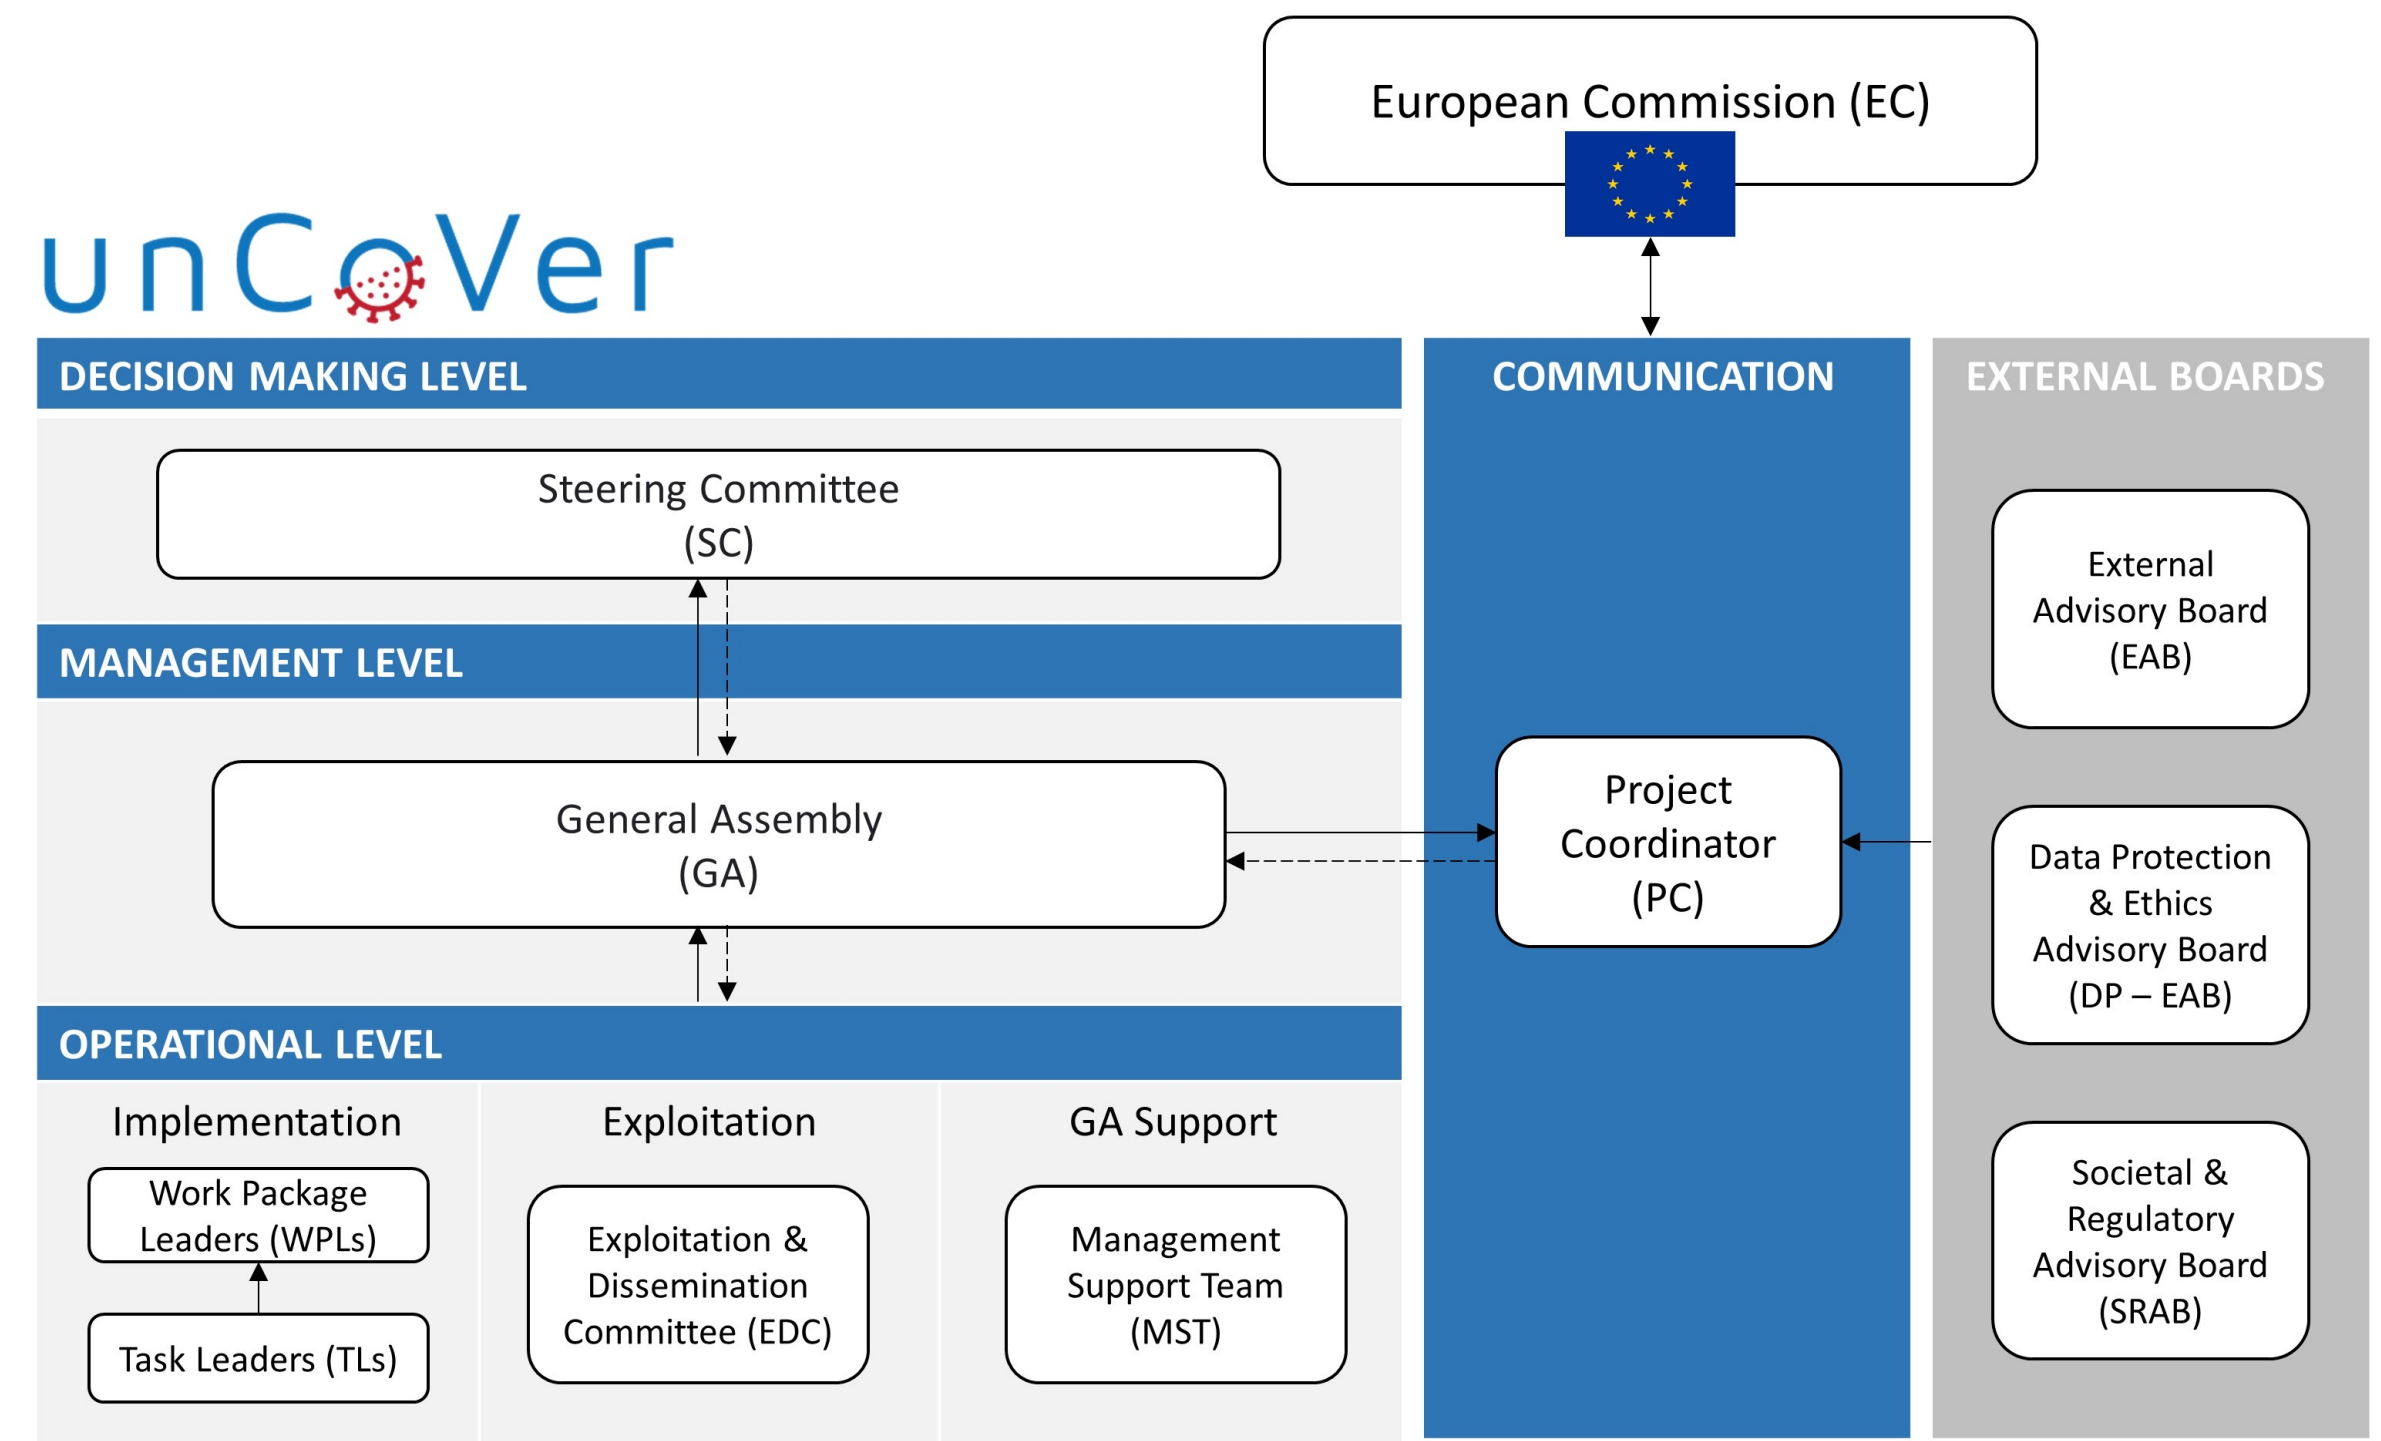 European Commission (EC)
unCoVer
DECISION MAKING LEVEL
Steering Committee
(SC)
MANAGEMENT LEVEL
General Assembly
(GA)
OPERATIONAL LEVEL
Implementation
Work Package
Leaders (WPLs)
Task Leaders (TLs)
Exploitation
Exploitation &
Dissemination
Committee (EDC)
GA Support
Management
Support Team
(MST)
COMMUNICATION
Project
Coordinator
(PC)
EXTERNAL BOARDS
External
Advisory Board
(EAB)
Data Protection
& Ethics
Advisory Board
(DP – EAB)
Societal &
Regulatory
Advisory Board
(SRAB)